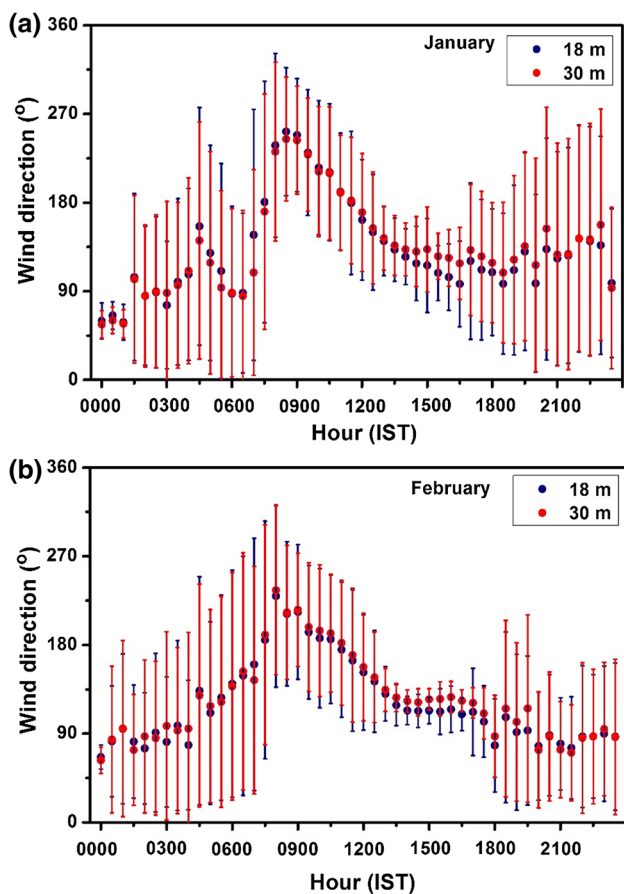 (a)
360
270
180
90
0
Wind direction (º)
January
18 m
30 m
0000 0300 0600 0900 1200 1500 1800 2100
Hour (IST)
(b)
360
270
180
90
0
Wind direction (º)
February
18 m
30 m
0000 0300 0600 0900 1200 1500 1800 2100
Hour (IST)